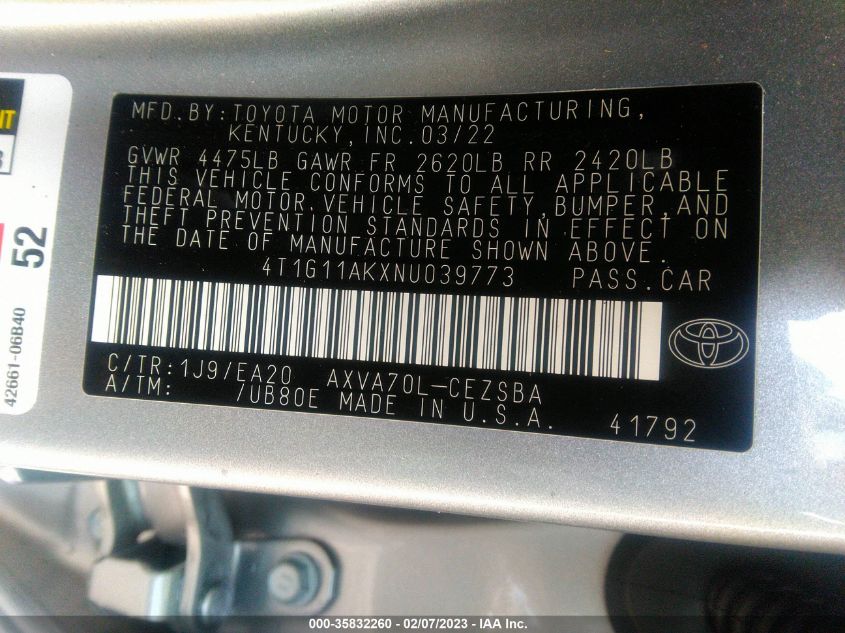 MFD.BY:TOYOTA MOTOR MANUFACTURING,
KENTUCKY,INC.03/22
GVWR 4475LB GAWR FR 2620LB RR 2420LB
THIS VEHICLE CONFORMS TO ALL APPLICABLE
FEDERAL MOTOR VEHICLE SAFETY,BUMPER,AND
THEFT PREVENTION STANDARDS IN EFFECT ON
THE DATE OF MANUFACTURE SHOWN ABOVE.
4T1G11AKXNU039773 PASS.CAR
C/TR:1J9/EA20 AXVA70L-CEZSBA
A/TM: /UB80E MADE IN U.S.A.
41792
52
42661-06B40
000-35832260 - 02/07/2023 - IAA Inc.